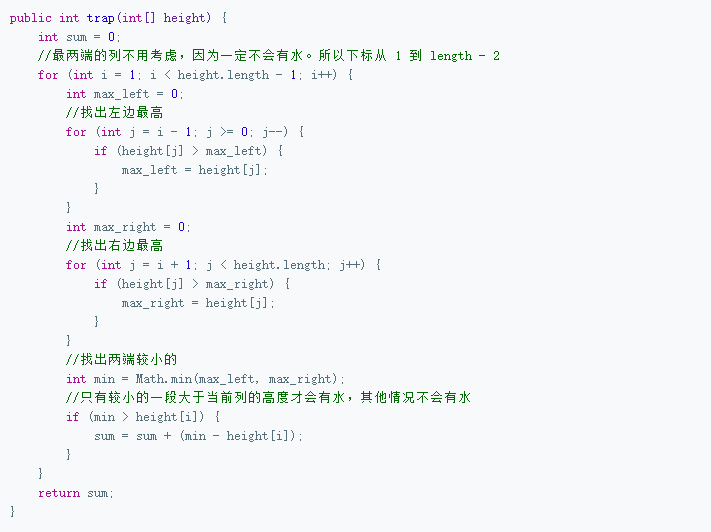 public int trap(int[] height) {
    int sum = 0;
    //最两端的列不用考虑，因为一定不会有水。所以下标从 1 到 length - 2
    for (int i = 1; i < height.length - 1; i++) {
        int max_left = 0;
        //找出左边最高
        for (int j = i - 1; j >= 0; j--) {
            if (height[j] > max_left) {
                max_left = height[j];
            }
        }
        int max_right = 0;
        //找出右边最高
        for (int j = i + 1; j < height.length; j++) {
            if (height[j] > max_right) {
                max_right = height[j];
            }
        }
        //找出两端较小的
        int min = Math.min(max_left, max_right);
        //只有较小的一段大于当前列的高度才会有水，其他情况不会有水
        if (min > height[i]) {
            sum = sum + (min - height[i]);
        }
    }
    return sum;
}